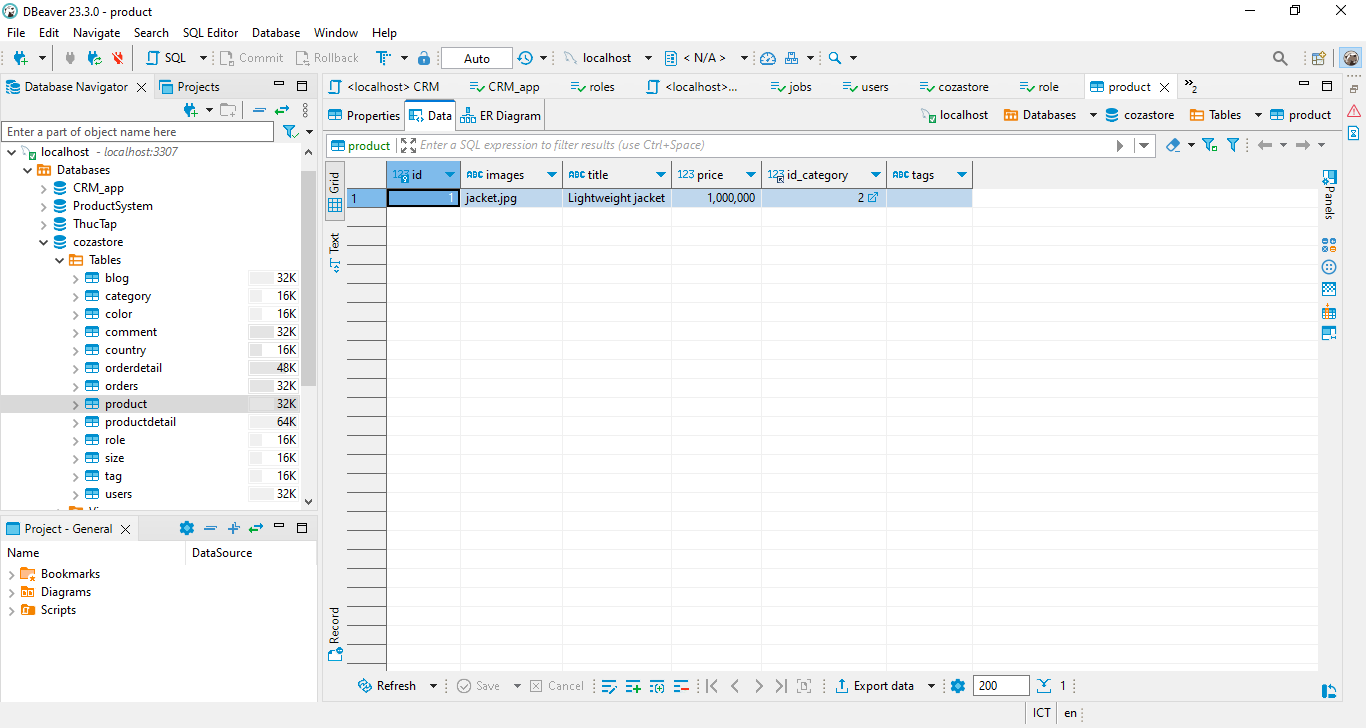 DBeaver 23.3.0 - product
File Edit Navigate Search SQL Editor Database Window Help
SQL Commit Rollback Auto localhost < N/A >
Database Navigator Projects
<localhost> CRM CRM_app roles <localhost>... jobs users cozastore role product »2
Properties Data ER Diagram
localhost Databases cozastore Tables product
Enter a part of object name here
product Enter a SQL expression to filter results (use Ctrl+Space)
localhost - localhost:3307
Databases
CRM_app
ProductSystem
ThucTap
cozastore
Tables
blog 32K
category 16K
color 16K
comment 32K
country 16K
orderdetail 48K
orders 32K
product 32K
productdetail 64K
role 16K
size 16K
tag 16K
users 32K
Grid
Text
Record
123 id ABC images ABC title 123 price 123 id_category ABC tags
1 1 jacket.jpg Lightweight jacket 1,000,000 2
Panels
Project - General
Name DataSource
Bookmarks
Diagrams
Scripts
Refresh Save Cancel Export data 200 1
ICT en